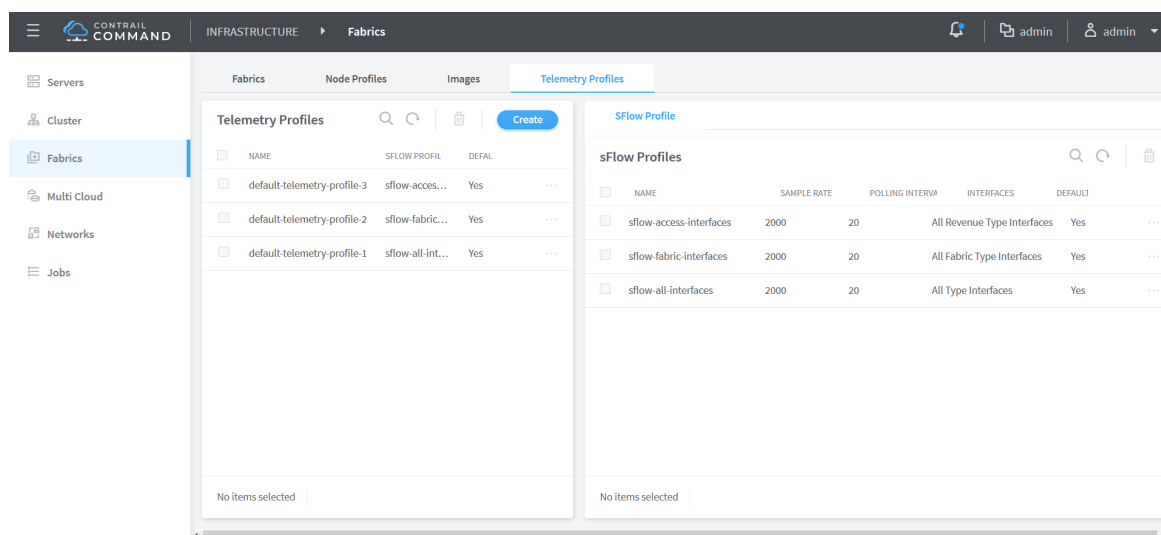 CONTRAIL
COMMAND
INFRASTRUCTURE
Fabrics
admin
admin
Servers
Cluster
Fabrics
Multi Cloud
Networks
Jobs
Fabrics
Node Profiles
Images
Telemetry Profiles
Telemetry Profiles
Create
NAME SFLOW PROFIL DEFAL
default-telemetry-profile-3 sflow-acces... Yes
default-telemetry-profile-2 sflow-fabric... Yes
default-telemetry-profile-1 sflow-all-int... Yes
No items selected
SFlow Profile
sFlow Profiles
NAME SAMPLE RATE POLLING INTERVA INTERFACES DEFAULT
sflow-access-interfaces 2000 20 All Revenue Type Interfaces Yes
sflow-fabric-interfaces 2000 20 All Fabric Type Interfaces Yes
sflow-all-interfaces 2000 20 All Type Interfaces Yes
No items selected